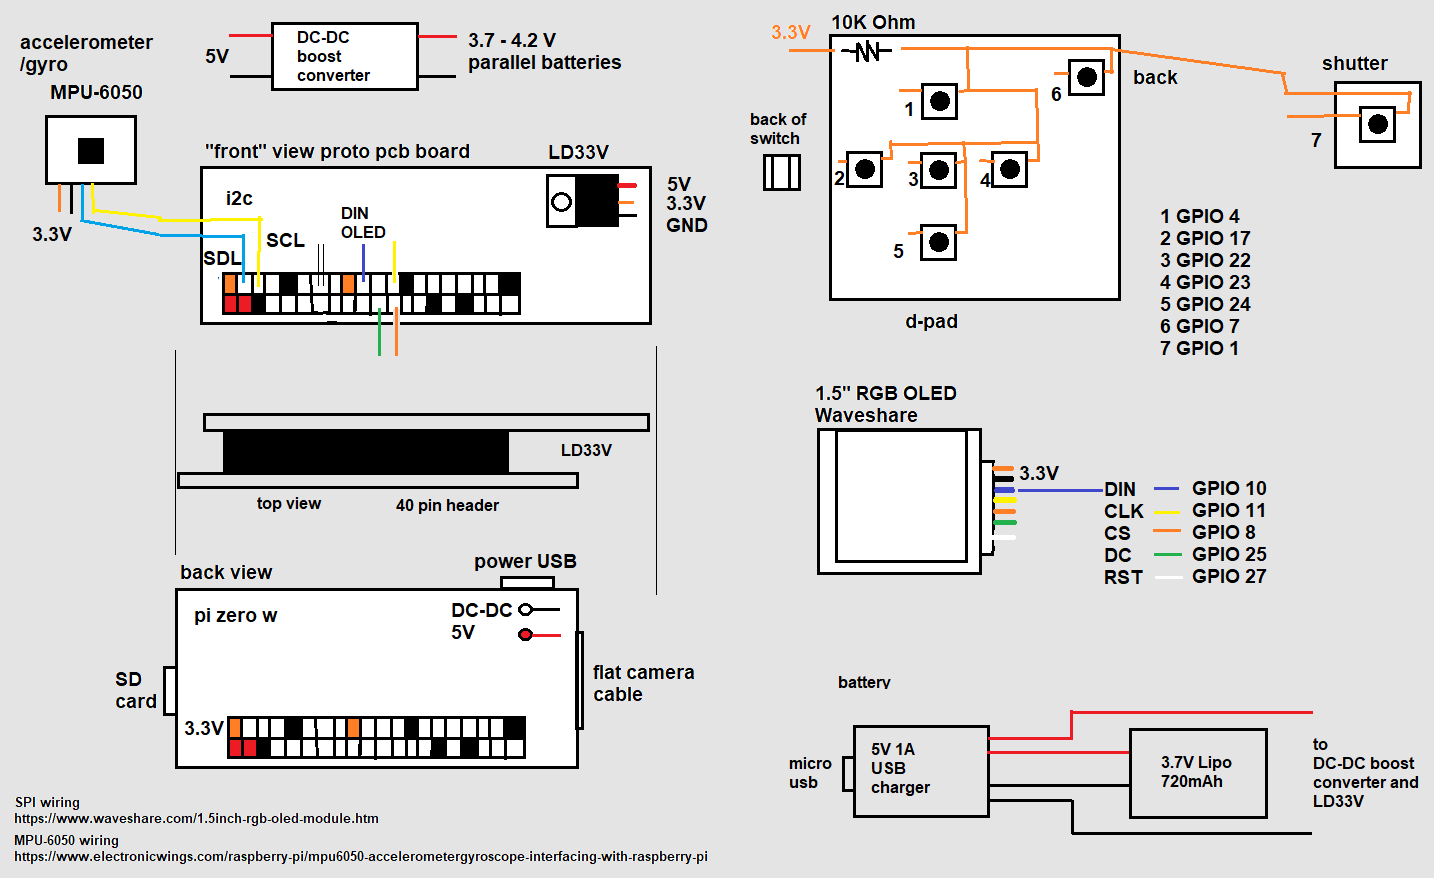 accelerometer
/gyro
MPU-6050
3.3V
5V
DC-DC
boost
converter
3.7 - 4.2 V
parallel batteries
"front" view proto pcb board
LD33V
i2c
SCL
SDL
DIN
OLED
5V
3.3V
GND
LD33V
top view
40 pin header
back view
power USB
pi zero w
DC-DC
5V
SD
card
flat camera
cable
3.3V
SPI wiring
https://www.waveshare.com/1.5inch-rgb-oled-module.htm
MPU-6050 wiring
https://www.electronicwings.com/raspberry-pi/mpu6050-accelerometergyroscope-interfacing-with-raspberry-pi
10K Ohm
3.3V
back of
switch
1
2
3
4
5
6
back
shutter
7
d-pad
1 GPIO 4
2 GPIO 17
3 GPIO 22
4 GPIO 23
5 GPIO 24
6 GPIO 7
7 GPIO 1
1.5" RGB OLED
Waveshare
3.3V
DIN GPIO 10
CLK GPIO 11
CS GPIO 8
DC GPIO 25
RST GPIO 27
battery
micro
usb
5V 1A
USB
charger
3.7V Lipo
720mAh
to
DC-DC boost
converter and
LD33V